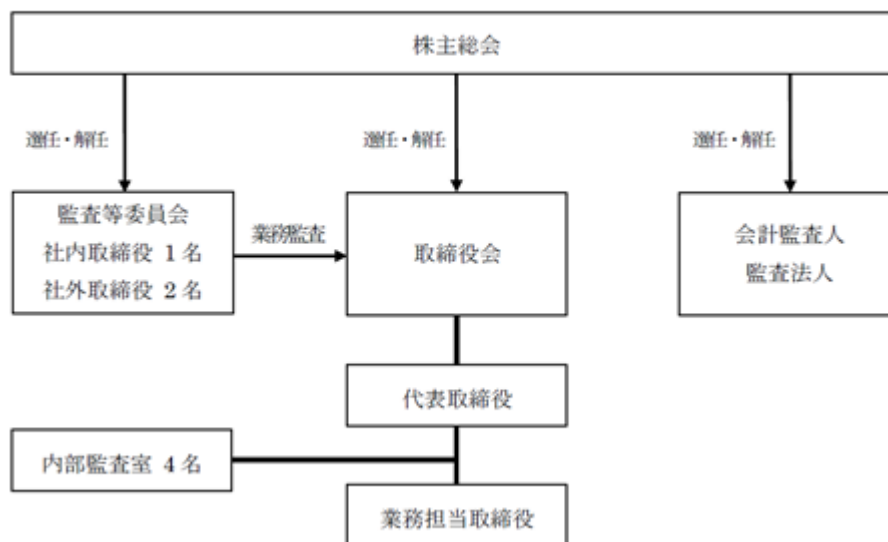 株主総会
選任・解任
選任・解任
選任・解任
監査等委員会
社内取締役 1 名
社外取締役 2 名
業務監査
取締役会
会計監査人
監査法人
代表取締役
内部監査室 4 名
業務担当取締役